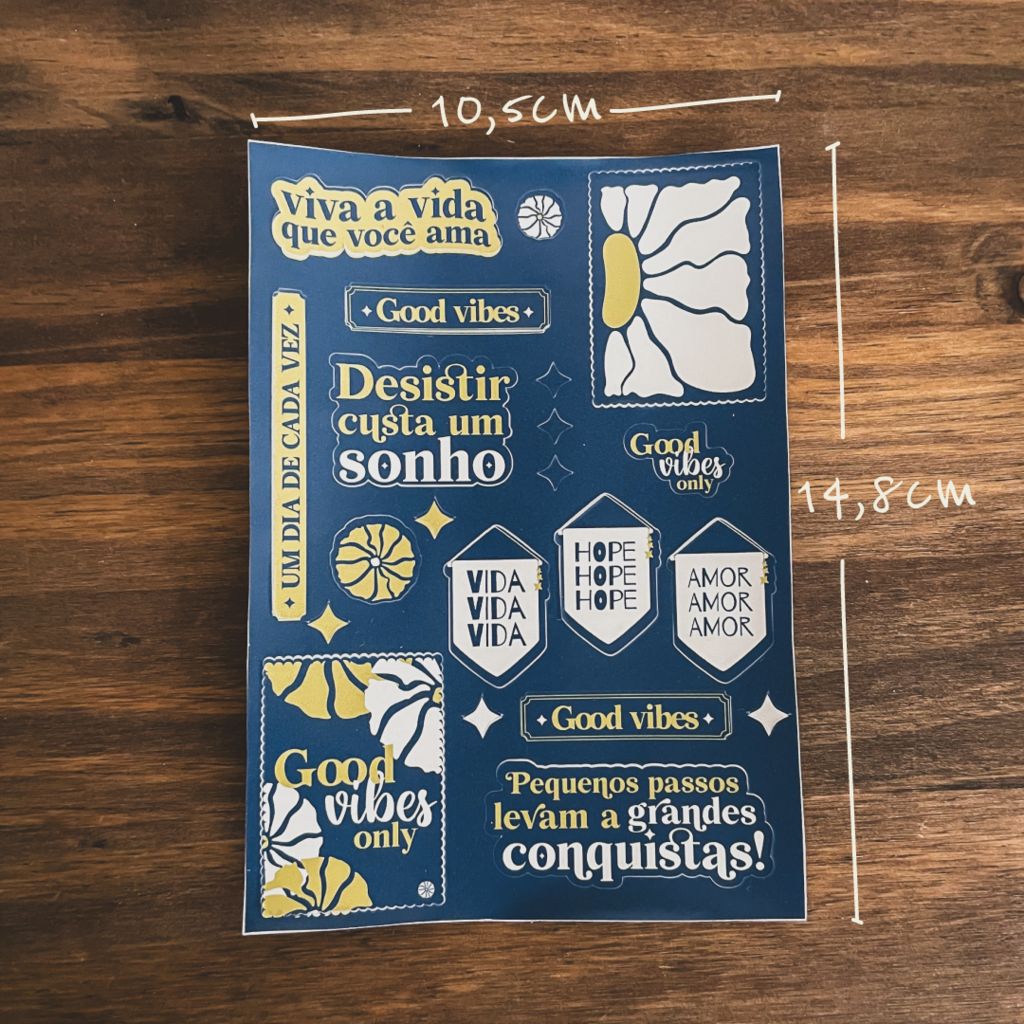 10,5cm
viva a vida
que você ama
Good vibes
UM DIA DE CADA VEZ
Desistir
custa um
sonho
Good
vibes
only
14,8cm
VIDA
VIDA
VIDA
HOPE
HOPE
HOPE
AMOR
AMOR
AMOR
Good vibes
Good
vibes
only
Pequenos passos
levam a grandes
conquistas!